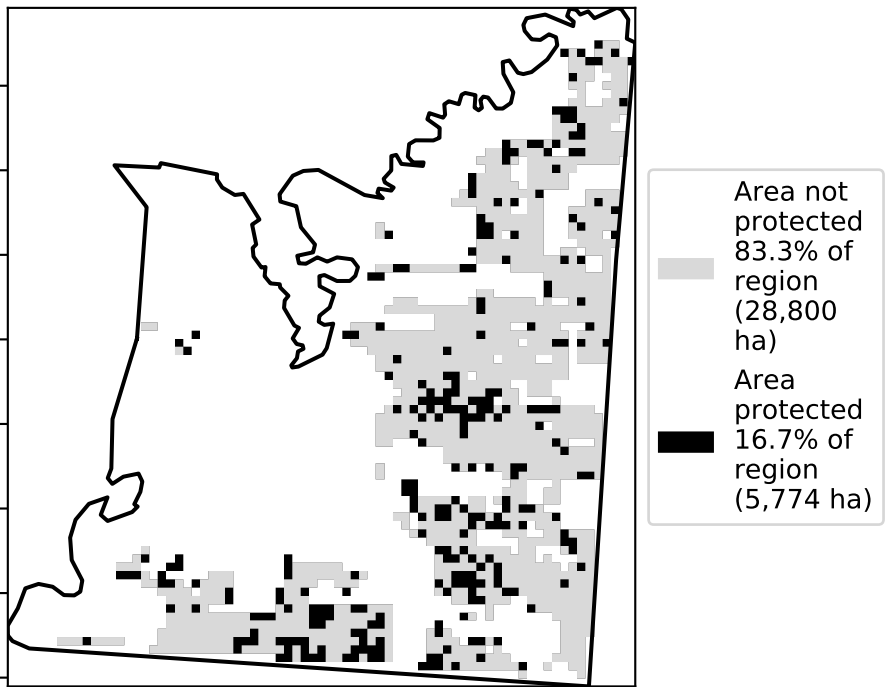 Area not
protected
83.3% of
region
(28,800
ha)
Area
protected
16.7% of
region
(5,774 ha)